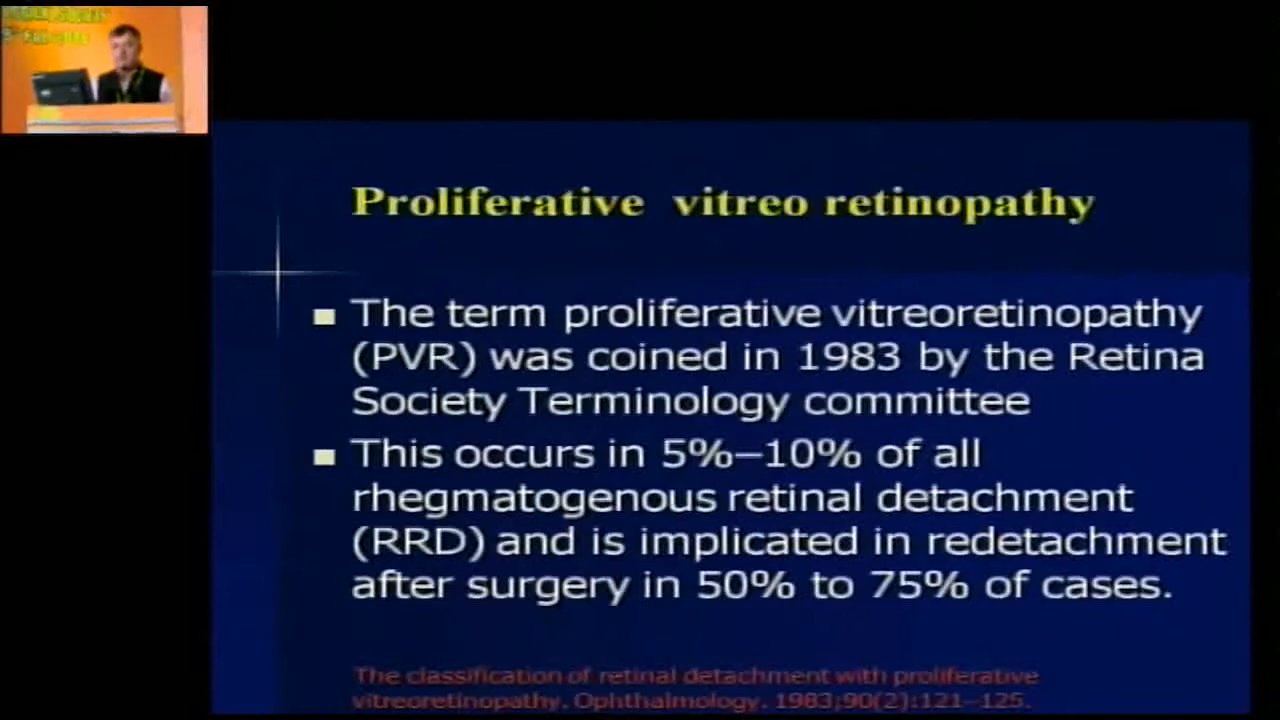 Proliferative vitreo retinopathy
■ The term proliferative vitreoretinopathy
(PVR) was coined in 1983 by the Retina
Society Terminology committee
■ This occurs in 5%–10% of all
rhegmatogenous retinal detachment
(RRD) and is implicated in redetachment
after surgery in 50% to 75% of cases.
The classification of retinal detachment with proliferative
vitreoretinopathy. Ophthalmology. 1983;90(2):121–125.